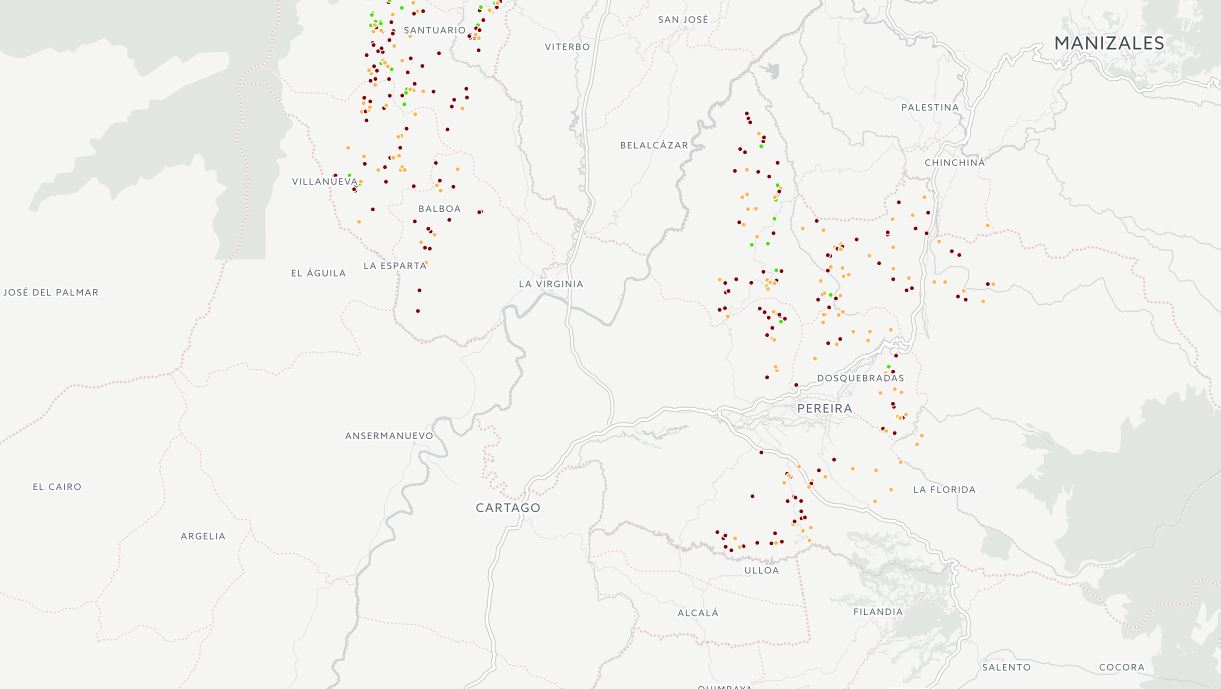 SAN JOSÉ
SANTUARIO
MANIZALES
VITERBO
PALESTINA
BELALCÁZAR
CHINCHINÁ
VILLANUEVA
BALBOA
LA ESPARTA
EL ÁGUILA
LA VIRGINIA
JOSÉ DEL PALMAR
DOSQUEBRADAS
PEREIRA
ANSERMANUEVO
EL CAIRO
LA FLORIDA
CARTAGO
ARGELIA
ULLOA
ALCALÁ
FILANDIA
SALENTO
COCORA
QUIMBAYA